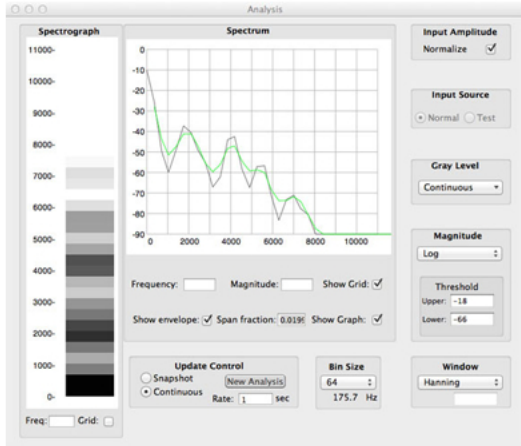 Analysis
Spectrograph
11000-
10000-
9000-
8000-
7000-
6000-
5000-
4000-
3000-
2000-
1000-
0-
Freq: Grid:
Spectrum
0
-10
-20
-30
-40
-50
-60
-70
-80
-90
0 2000 4000 6000 8000 10000
Frequency: Magnitude: Show Grid:
Show envelope: Span fraction: 0.019 Show Graph:
Update Control
Snapshot
New Analysis
Continuous
Rate: 1 sec
Bin Size
64
175.7 Hz
Input Amplitude
Normalize
Input Source
Normal Test
Gray Level
Continuous
Magnitude
Log
Threshold
Upper: -18
Lower: -66
Window
Hanning